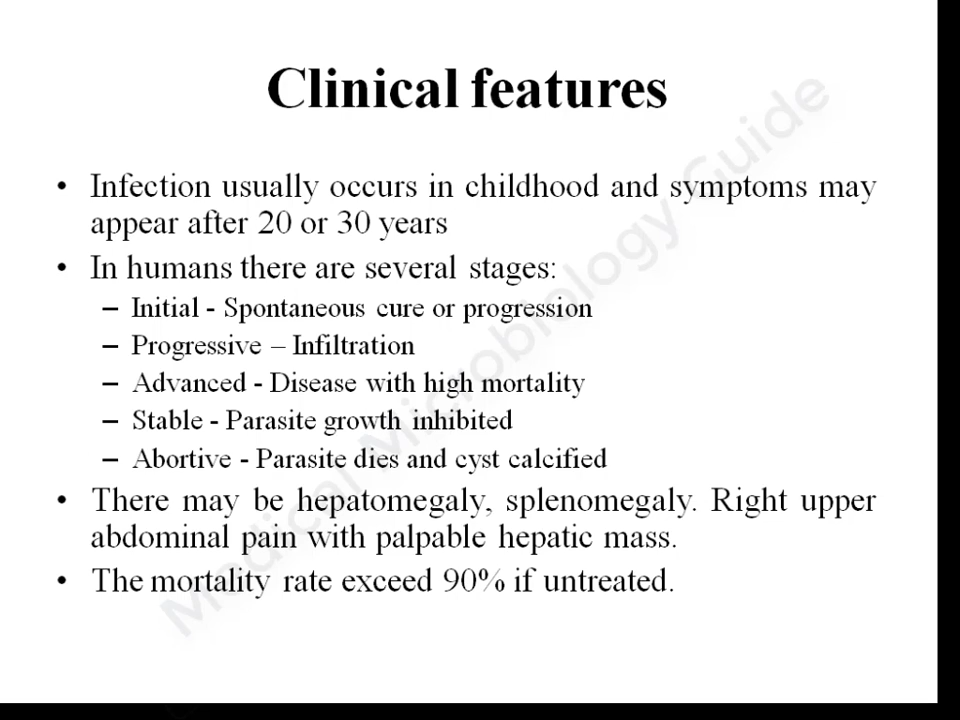 Clinical features
• Infection usually occurs in childhood and symptoms may
appear after 20 or 30 years
• In humans there are several stages:
– Initial - Spontaneous cure or progression
– Progressive – Infiltration
– Advanced - Disease with high mortality
– Stable - Parasite growth inhibited
– Abortive - Parasite dies and cyst calcified
• There may be hepatomegaly, splenomegaly. Right upper
abdominal pain with palpable hepatic mass.
• The mortality rate exceed 90% if untreated.
Medical Microbiology Guide